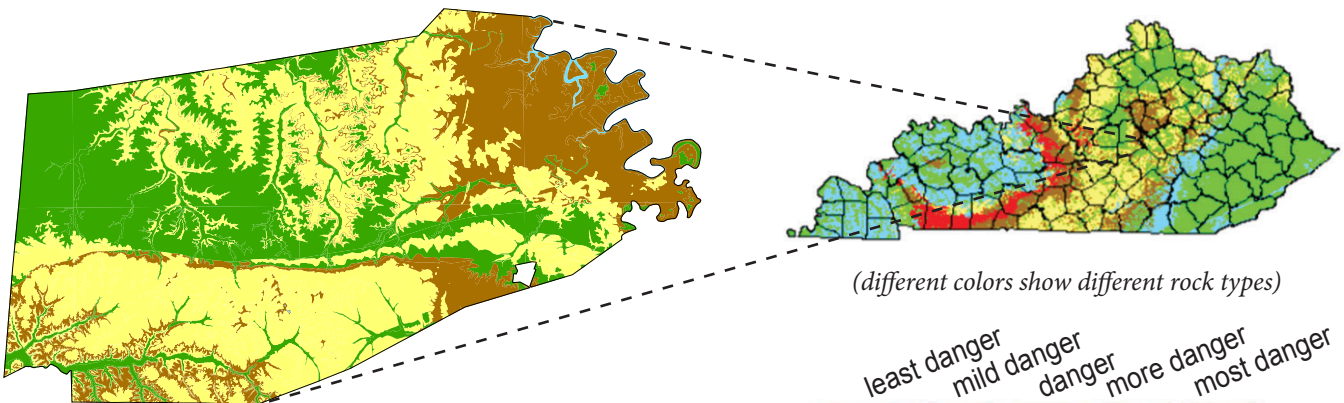 (different colors show different rock types)
least danger
mild danger
danger
more danger
most danger